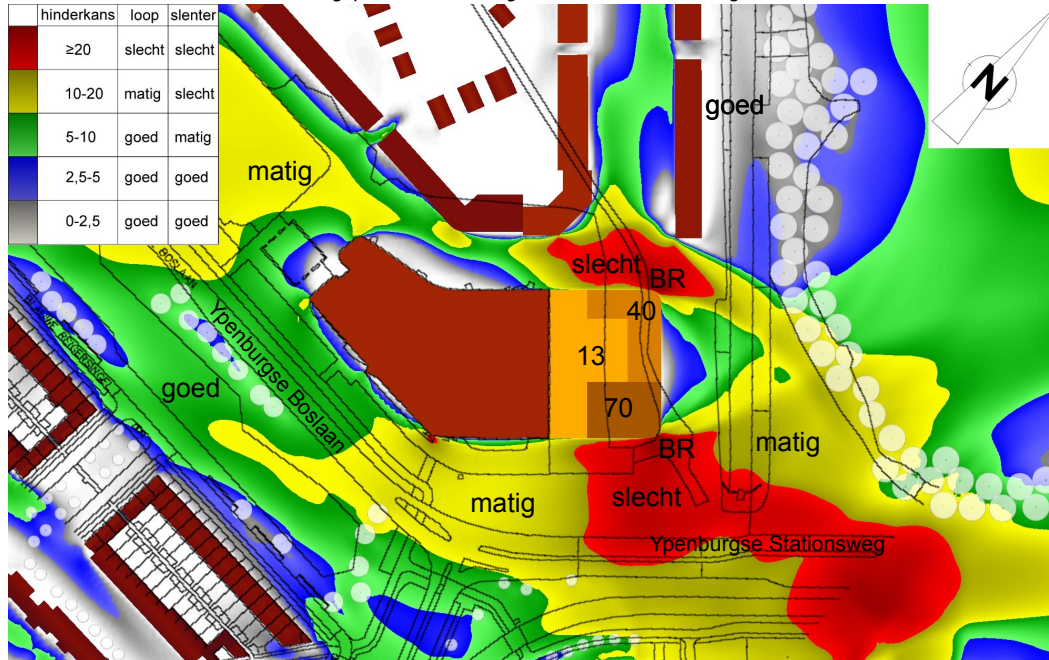 hinderkans loop slenter
≥20 slecht slecht
10-20 matig slecht
5-10 goed matig
2,5-5 goed goed
0-2,5 goed goed
N
goed
matig
slecht
BR
40
13
70
BOSLAAN
Ypenburgse Boslaan
goed
BR
matig
matig
slecht
Ypenburgse Stationsweg